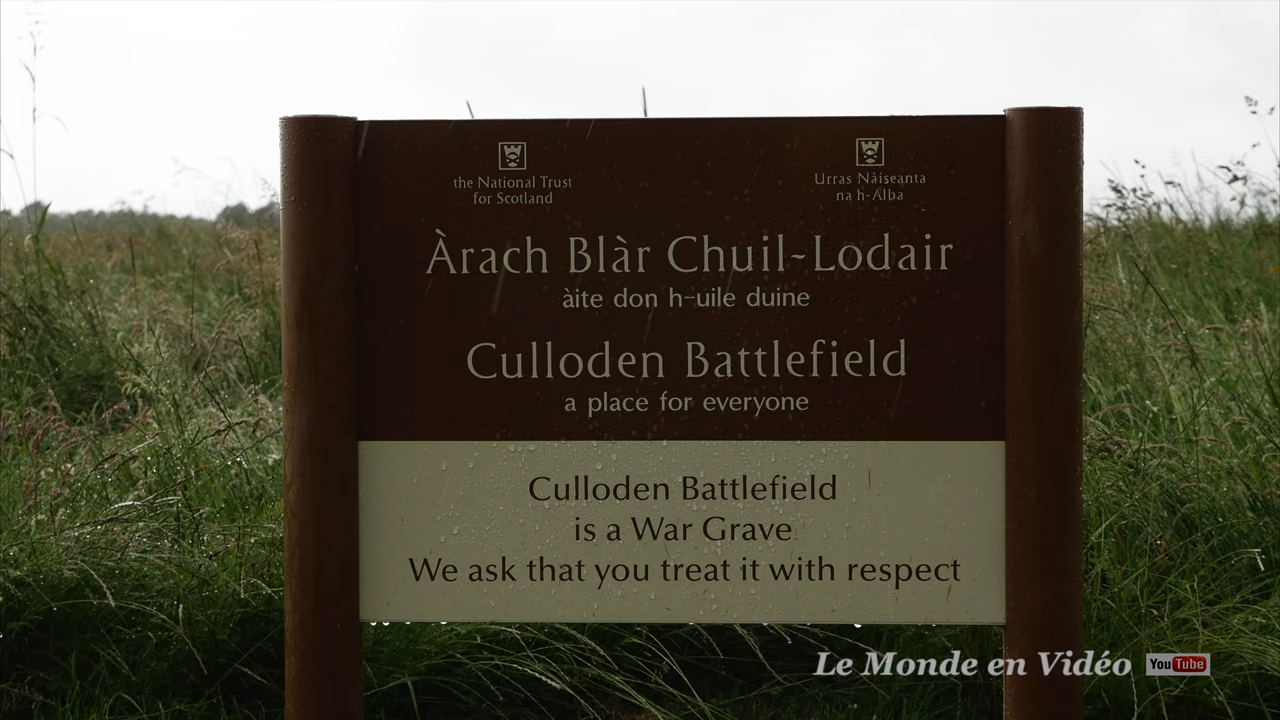 the National Trust
for Scotland
Urras Nàiseanta
na h-Alba
Àrach Blàr Chuil-Lodair
àite don h-uile duine
Culloden Battlefield
a place for everyone
Culloden Battlefield
is a War Grave
We ask that you treat it with respect
Le Monde en Vidéo YouTube